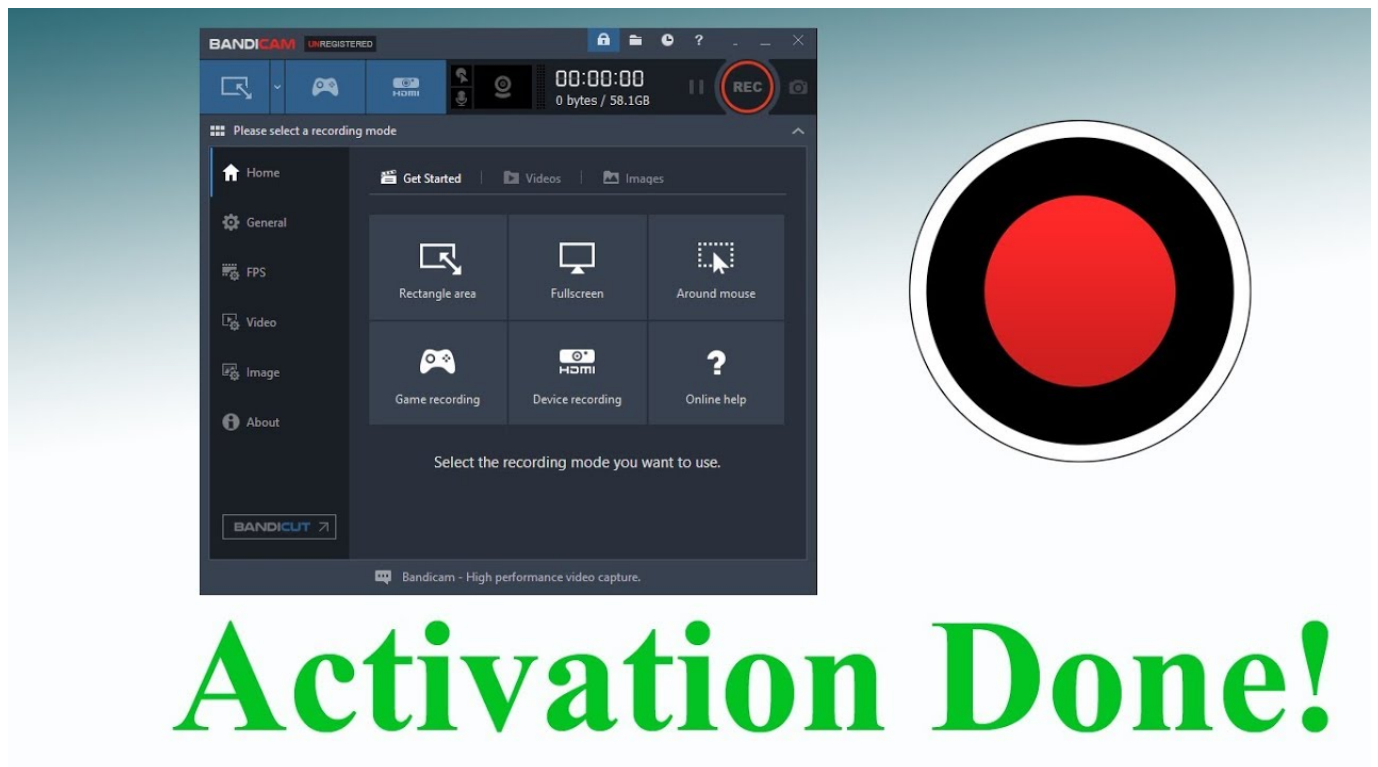 BANDICAM UNREGISTERED ?
00:00:00
0 bytes / 58.1GB
HDMI
REC
Please select a recording mode
Home
General
FPS
Video
Image
About
BANDICUT
Get Started Videos Images
Rectangle area Fullscreen Around mouse
HDMI ?
Game recording Device recording Online help
Select the recording mode you want to use.
Bandicam - High performance video capture.
Activation Done!